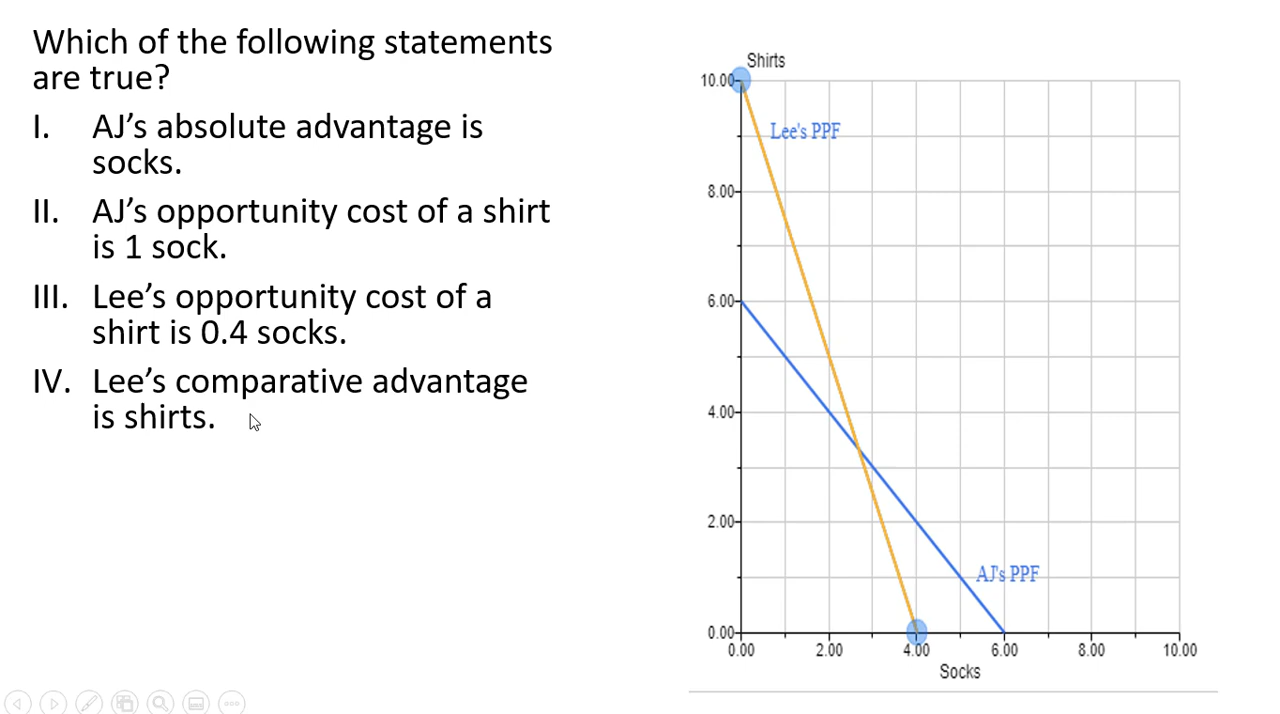 Which of the following statements
are true?
I. AJ’s absolute advantage is
socks.
II. AJ’s opportunity cost of a shirt
is 1 sock.
III. Lee’s opportunity cost of a
shirt is 0.4 socks.
IV. Lee’s comparative advantage
is shirts.
Shirts
10.00
Lee's PPF
8.00
6.00
4.00
2.00
AJ's PPF
0.00
0.00 2.00 4.00 6.00 8.00 10.00
Socks